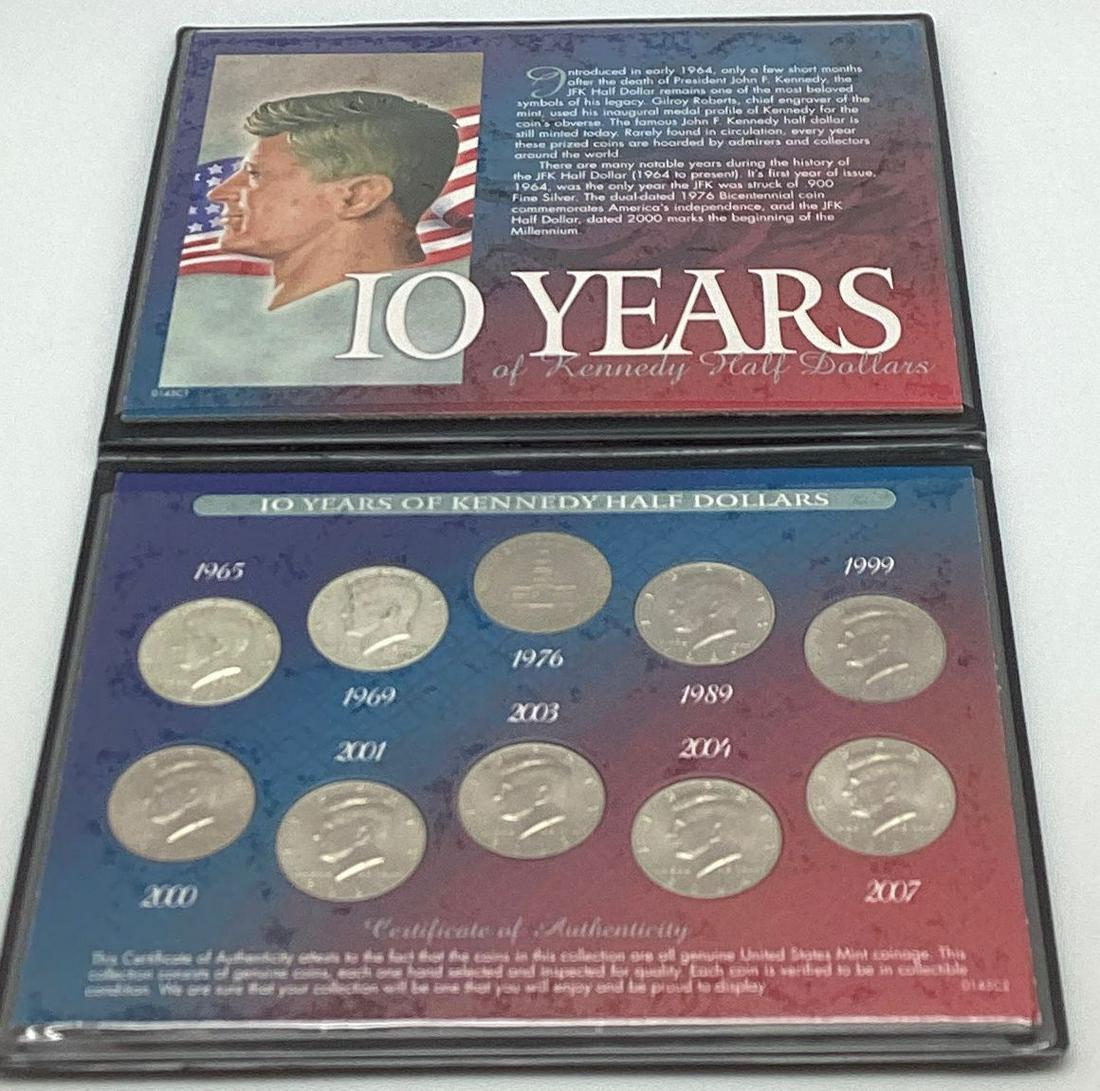 Introduced in early 1964, only a few short months
after the death of President John F. Kennedy, the
JFK Half Dollar remains one of the most beloved
symbols of his legacy. Gilroy Roberts, chief engraver of the
mint, used his inaugural medal profile of Kennedy for the
coin's obverse. The famous John F. Kennedy half dollar is
still minted today. Rarely found in circulation, every year
these prized coins are hoarded by admirers and collectors
around the world.
There are many notable years during the history of
the JFK Half Dollar (1964 to present). It's first year of issue,
1964, was the only year the JFK was struck of .900
Fine Silver. The dual-dated 1976 Bicentennial coin
commemorates America's independence, and the JFK
Half Dollar, dated 2000 marks the beginning of the
Millennium.
10 YEARS
of Kennedy Half Dollars
10 YEARS OF KENNEDY HALF DOLLARS
1965
1999
1976
1969
1989
2003
2001
2004
2000
2007
Certificate of Authenticity
This Certificate of Authenticity attests to the fact that the coins in this collection are all genuine United States Mint coinage. This
collection consists of genuine coins, each one hand selected and inspected for quality. Each coin is verified to be in collectible
condition. We are sure that your collection will be one that you will enjoy and be proud to display.